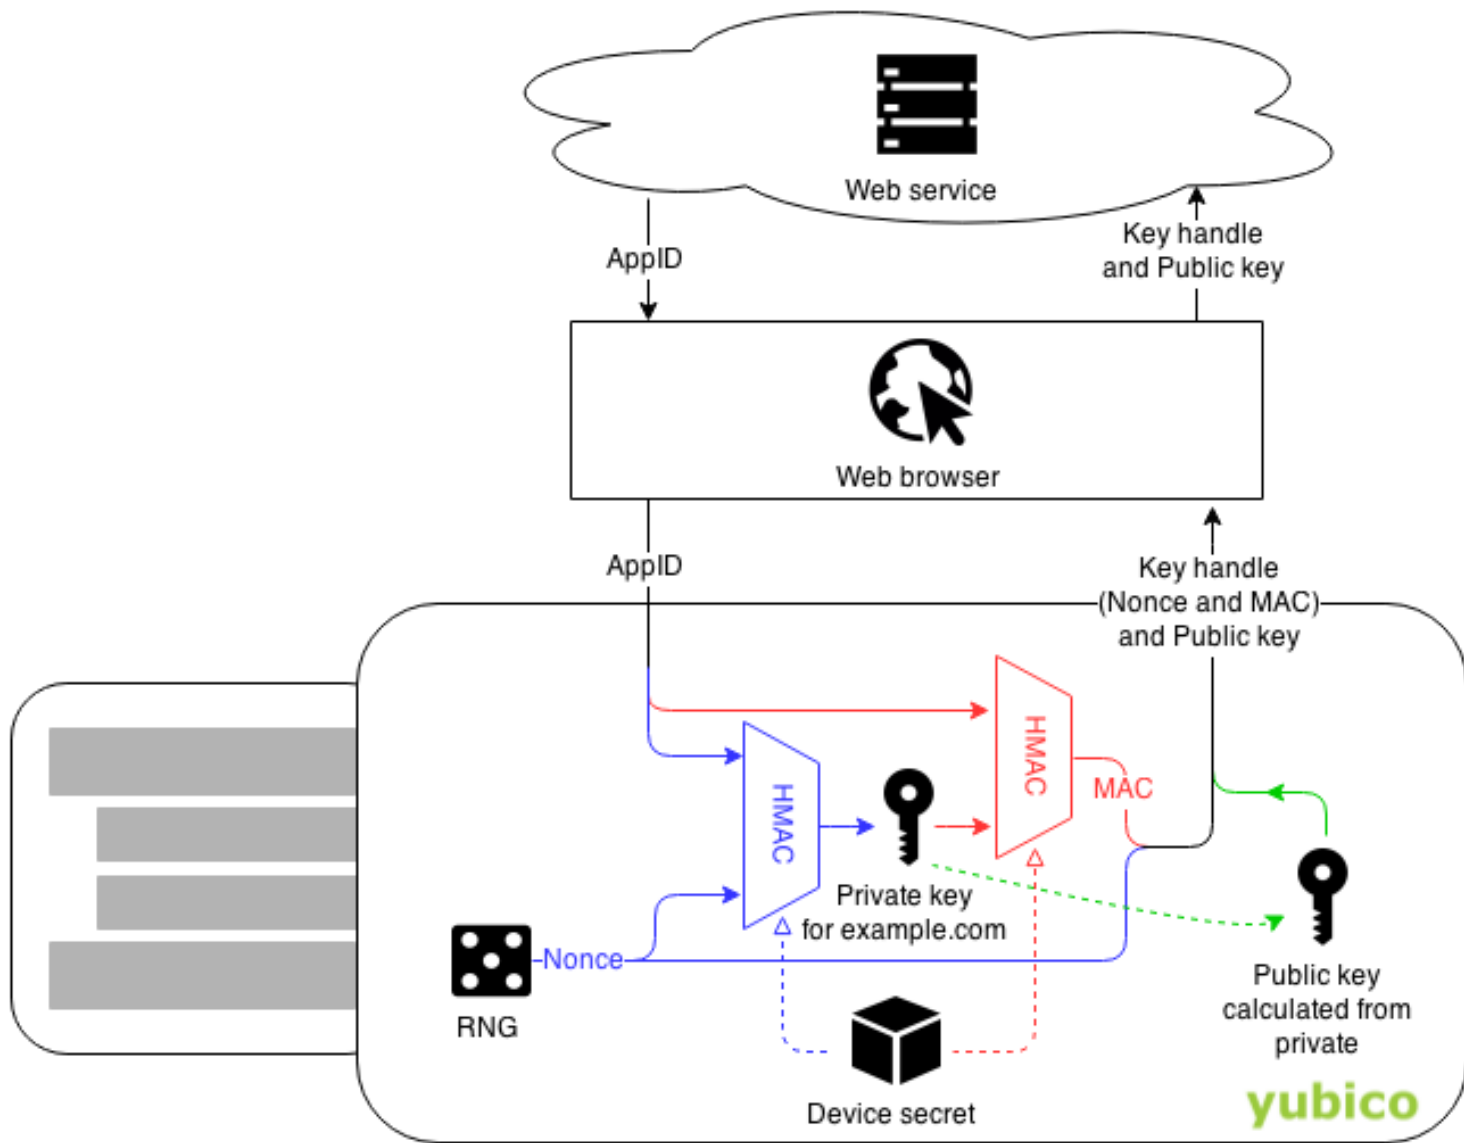 Web service
AppID
Key handle
and Public key
Web browser
AppID
Key handle
(Nonce and MAC)
and Public key
HMAC
HMAC
MAC
Private key
for example.com
Nonce
RNG
Device secret
Public key
calculated from
private
yubico